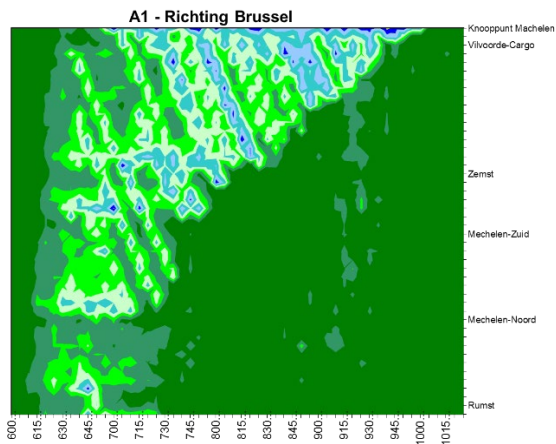 A1 - Richting Brussel
Knooppunt Machelen
Vilvoorde-Cargo
Zemst
Mechelen-Zuid
Mechelen-Noord
Rumst
600
615
630
645
700
715
730
745
800
815
830
845
900
915
930
945
1000
1015